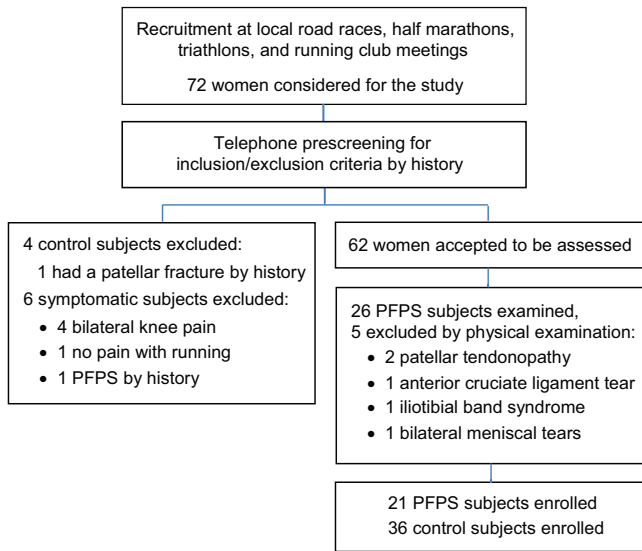 Recruitment at local road races, half marathons,
triathlons, and running club meetings
72 women considered for the study
Telephone prescreening for
inclusion/exclusion criteria by history
4 control subjects excluded:
1 had a patellar fracture by history
6 symptomatic subjects excluded:
• 4 bilateral knee pain
• 1 no pain with running
• 1 PFPS by history
62 women accepted to be assessed
26 PFPS subjects examined,
5 excluded by physical examination:
• 2 patellar tendonopathy
• 1 anterior cruciate ligament tear
• 1 iliotibial band syndrome
• 1 bilateral meniscal tears
21 PFPS subjects enrolled
36 control subjects enrolled